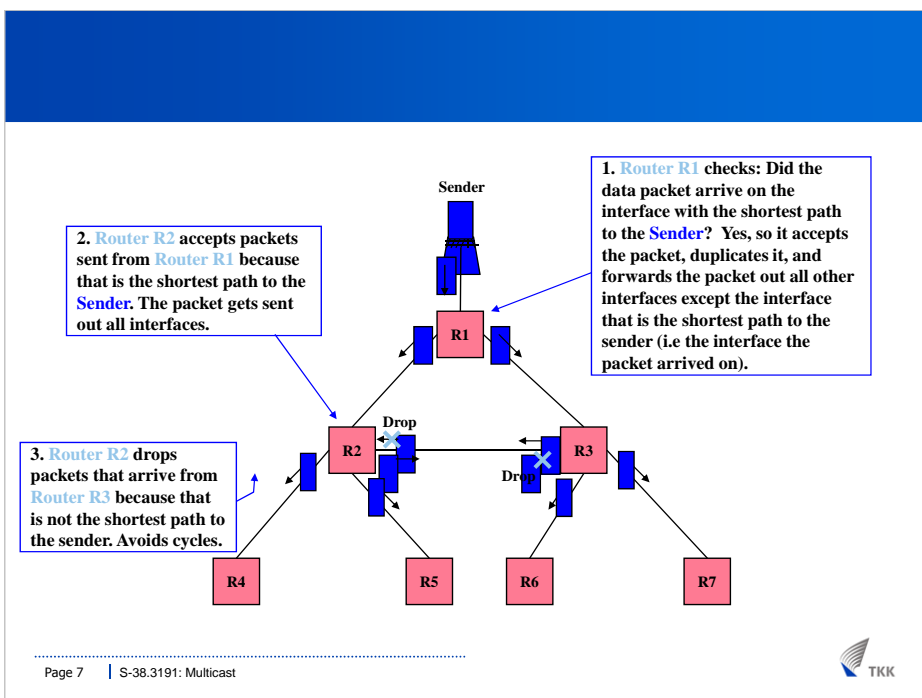 Sender
1. Router R1 checks: Did the
data packet arrive on the
interface with the shortest path
to the Sender? Yes, so it accepts
the packet, duplicates it, and
forwards the packet out all other
interfaces except the interface
that is the shortest path to the
sender (i.e the interface the
packet arrived on).
2. Router R2 accepts packets
sent from Router R1 because
that is the shortest path to the
Sender. The packet gets sent
out all interfaces.
R1
Drop
R2
R3
3. Router R2 drops
packets that arrive from
Router R3 because that
is not the shortest path to
the sender. Avoids cycles.
Drop
R4
R5
R6
R7
Page 7
S-38.3191: Multicast
TKK